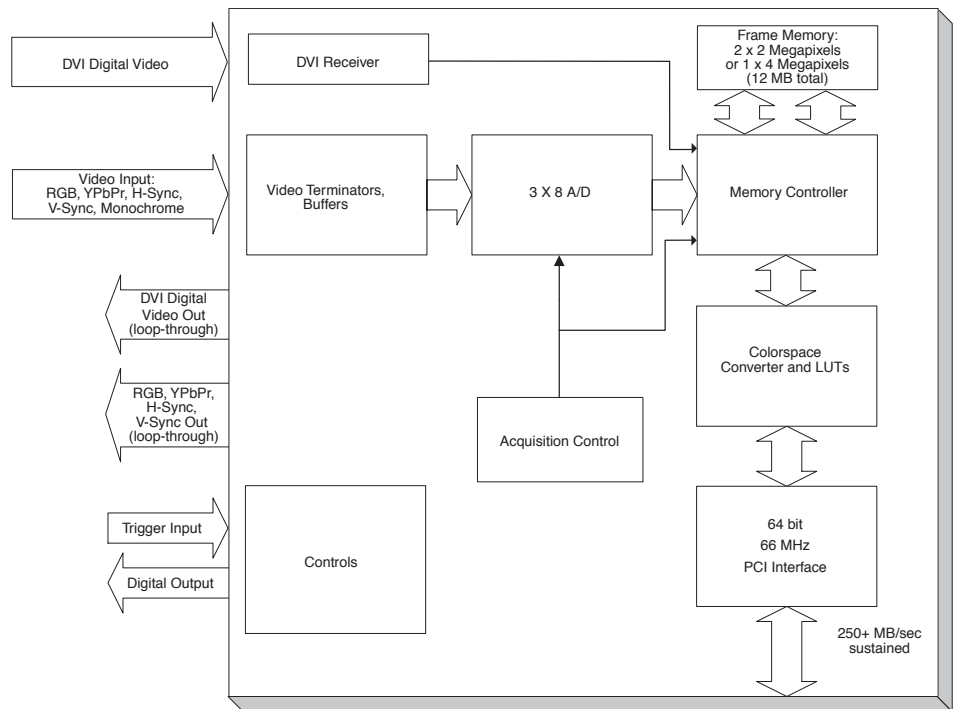 DVI Digital Video
DVI Receiver
Frame Memory:
2 x 2 Megapixels
or 1 x 4 Megapixels
(12 MB total)
Video Input:
RGB, YPbPr, H-Sync,
V-Sync, Monochrome
Video Terminators,
Buffers
3 X 8 A/D
Memory Controller
DVI Digital
Video Out
(loop-through)
Colorspace
Converter and LUTs
RGB, YPbPr,
H-Sync,
V-Sync Out
(loop-through)
Acquisition Control
Trigger Input
Digital Output
Controls
64 bit
66 MHz
PCI Interface
250+ MB/sec
sustained